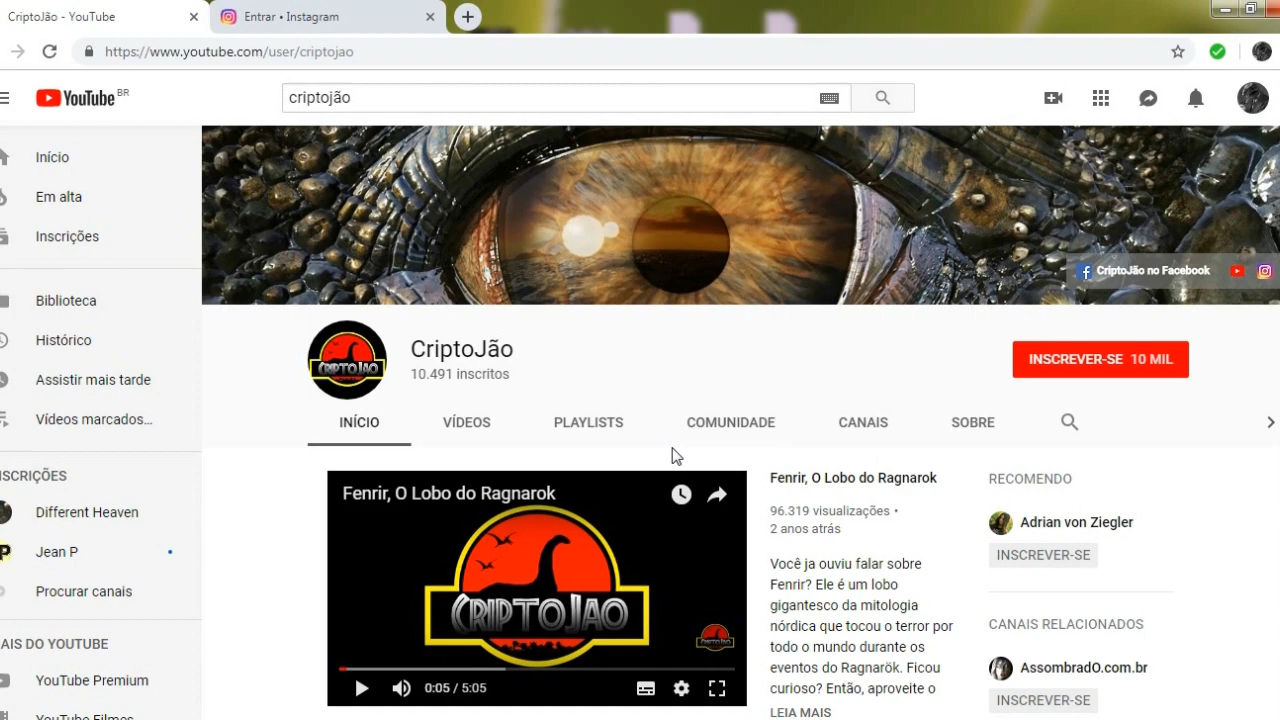 CriptoJão - YouTube
Entrar • Instagram
https://www.youtube.com/user/criptojao
YouTube BR
criptojão
Início
Em alta
Inscrições
Biblioteca
Histórico
Assistir mais tarde
Vídeos marcados...
NSCRIÇÕES
Different Heaven
Jean P
Procurar canais
AIS DO YOUTUBE
YouTube Premium
YouTube Filmes
CriptoJão no Facebook
CRIPTOJAO
CriptoJão
10.491 inscritos
INSCREVER-SE 10 MIL
INÍCIO
VÍDEOS
PLAYLISTS
COMUNIDADE
CANAIS
SOBRE
Fenrir, O Lobo do Ragnarok
CRIPTOJAO
CRIPTOJAO
0:05 / 5:05
Fenrir, O Lobo do Ragnarok
96.319 visualizações •
2 anos atrás
Você ja ouviu falar sobre
Fenrir? Ele é um lobo
gigantesco da mitologia
nórdica que tocou o terror por
todo o mundo durante os
eventos do Ragnarök. Ficou
curioso? Então, aproveite o
LEIA MAIS
RECOMENDO
Adrian von Ziegler
INSCREVER-SE
CANAIS RELACIONADOS
AssombradO.com.br
INSCREVER-SE